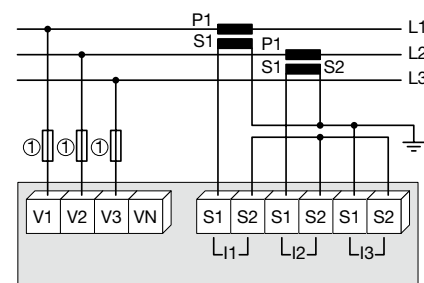 P1
L1
S1
P1
L2
S1 S2
L3
① ① ①
V1 V2 V3 VN S1 S2 S1 S2 S1 S2
I1 I2 I3